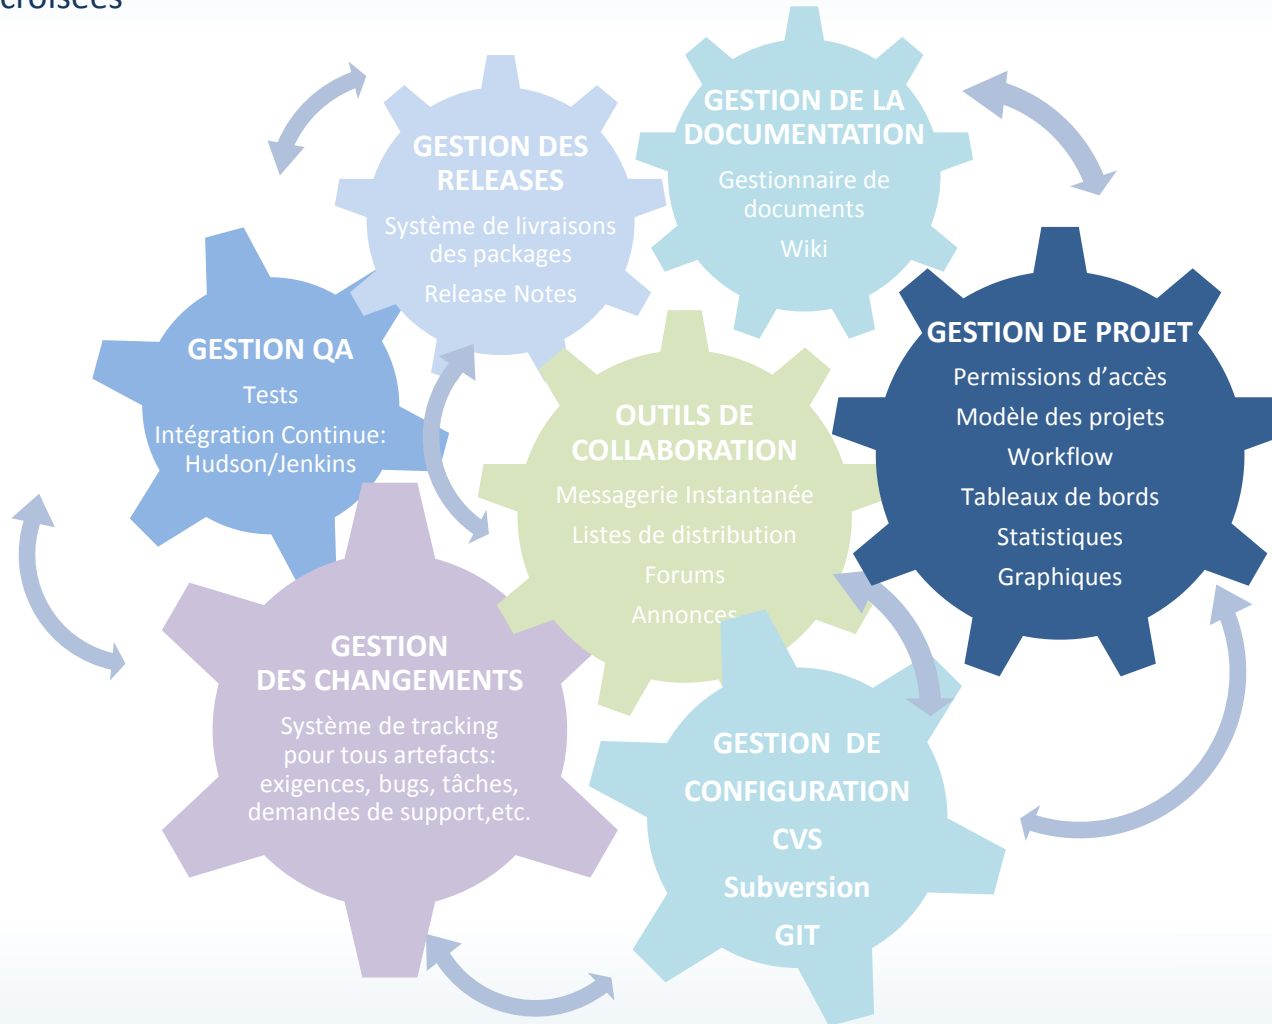 croisées
GESTION DE LA
DOCUMENTATION
Gestionnaire de
documents
Wiki
GESTION DES
RELEASES
Système de livraisons
des packages
Release Notes
GESTION QA
Tests
Intégration Continue:
Hudson/Jenkins
OUTILS DE
COLLABORATION
Messagerie Instantanée
Listes de distribution
Forums
Annonces
GESTION DE PROJET
Permissions d’accès
Modèle des projets
Workflow
Tableaux de bords
Statistiques
Graphiques
GESTION
DES CHANGEMENTS
Système de tracking
pour tous artefacts:
exigences, bugs, tâches,
demandes de support,etc.
GESTION  DE
CONFIGURATION
CVS
Subversion
GIT